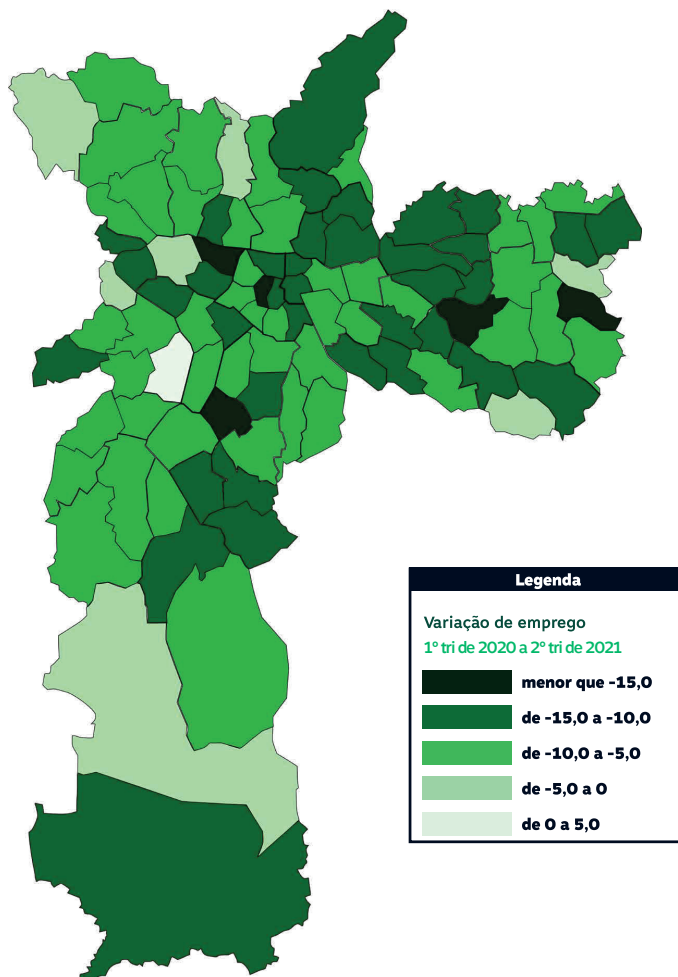 Legenda
Variação de emprego
1º tri de 2020 a 2º tri de 2021
menor que -15,0
de -15,0 a -10,0
de -10,0 a -5,0
de -5,0 a 0
de 0 a 5,0